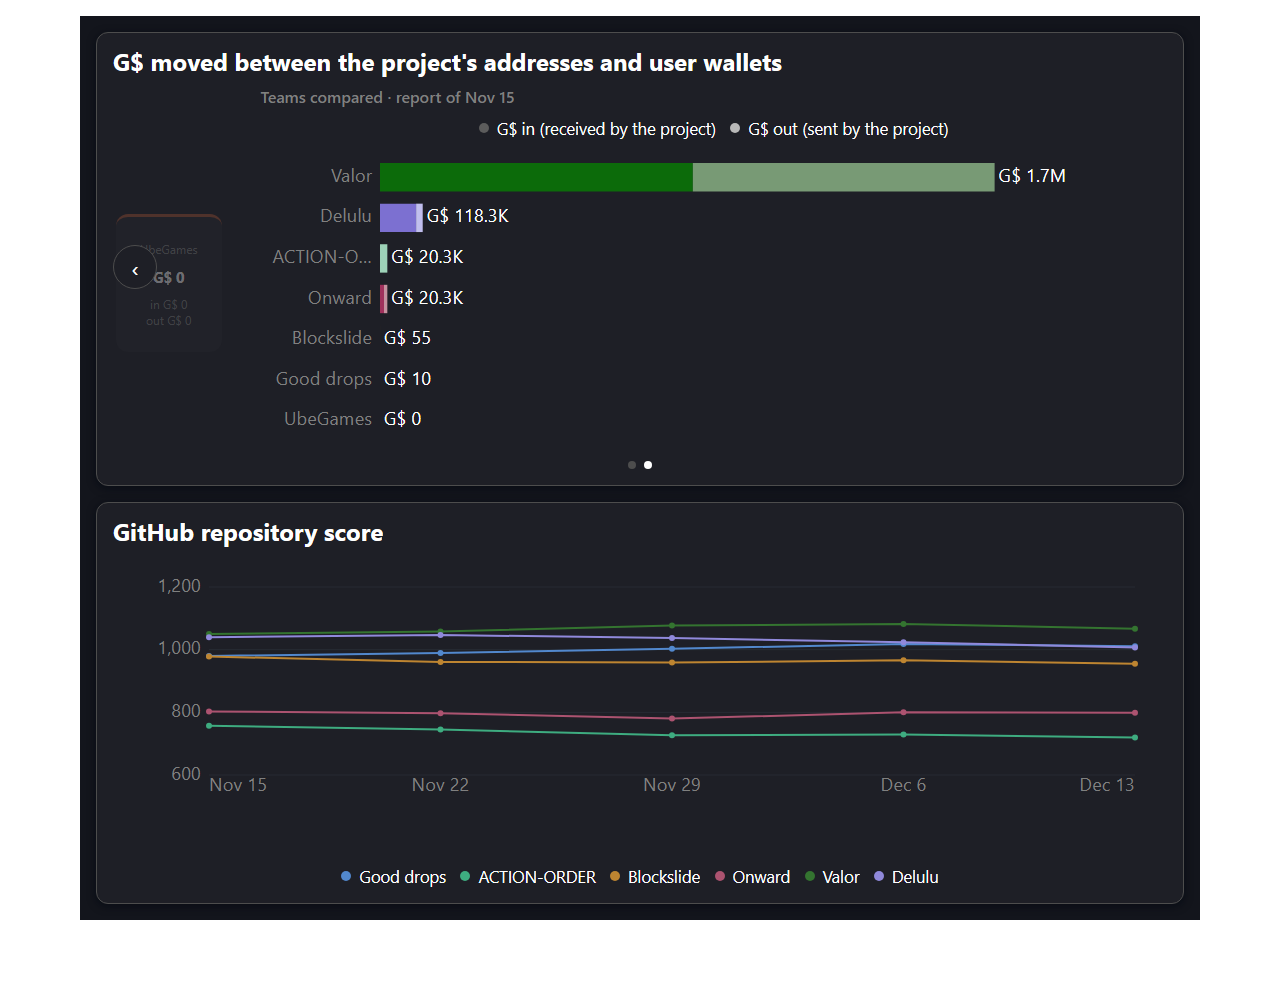 G$ moved between the project's addresses and user wallets
Teams compared · report of Nov 15
G$ in (received by the project)
G$ out (sent by the project)
Valor
G$ 1.7M
Delulu
G$ 118.3K
ACTION-O...
G$ 20.3K
Onward
G$ 20.3K
Blockslide
G$ 55
Good drops
G$ 10
UbeGames
G$ 0
UbeGames
G$ 0
in G$ 0
out G$ 0
GitHub repository score
1,200
1,000
800
600
Nov 15
Nov 22
Nov 29
Dec 6
Dec 13
Good drops
ACTION-ORDER
Blockslide
Onward
Valor
Delulu